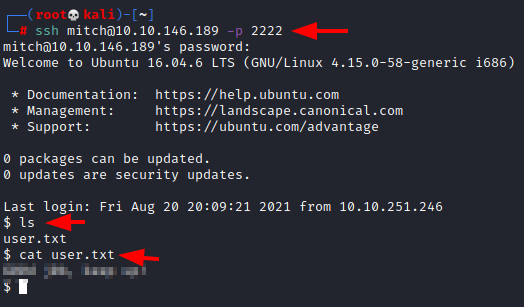 ┌──(root💀kali)-[~]
└─# ssh mitch@10.10.146.189 -p 2222
mitch@10.10.146.189's password:
Welcome to Ubuntu 16.04.6 LTS (GNU/Linux 4.15.0-58-generic i686)
* Documentation:  https://help.ubuntu.com
* Management:     https://landscape.canonical.com
* Support:        https://ubuntu.com/advantage
0 packages can be updated.
0 updates are security updates.
Last login: Fri Aug 20 20:09:21 2021 from 10.10.251.246
$ ls
user.txt
$ cat user.txt
$